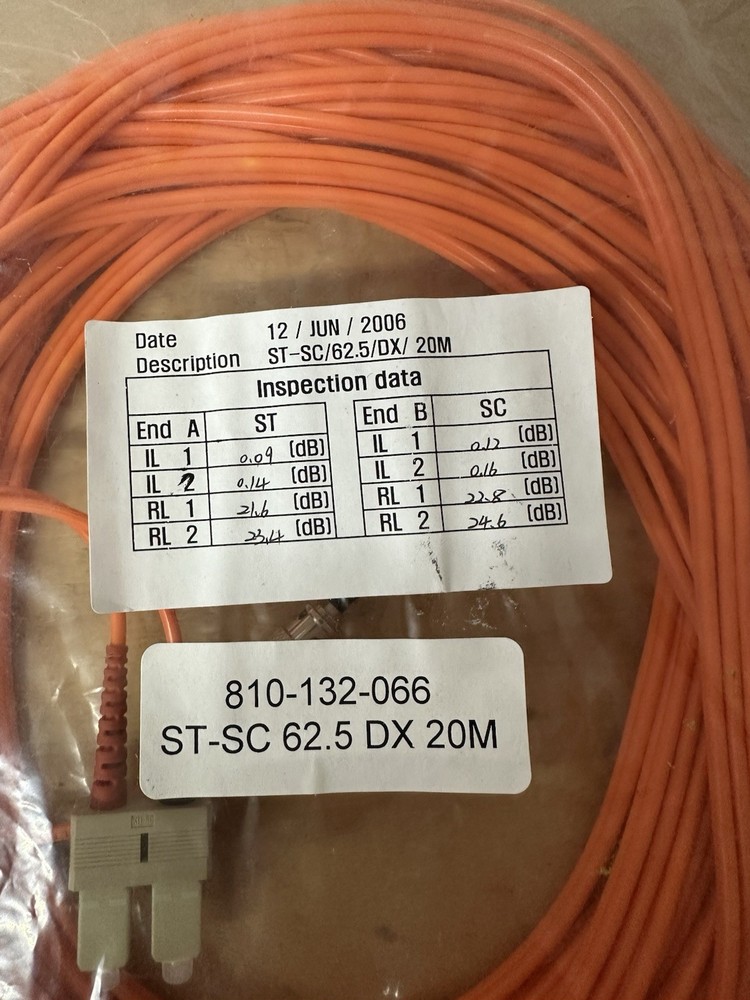 Date 12 / JUN / 2006
Description ST-SC/62.5/DX/ 20M
Inspection data
End A ST
IL 1 0.09 (dB)
IL 2 0.14 (dB)
RL 1 21.6 (dB)
RL 2 23.4 (dB)
End B SC
IL 1 0.12 (dB)
IL 2 0.16 (dB)
RL 1 22.8 (dB)
RL 2 24.6 (dB)
810-132-066
ST-SC 62.5 DX 20M